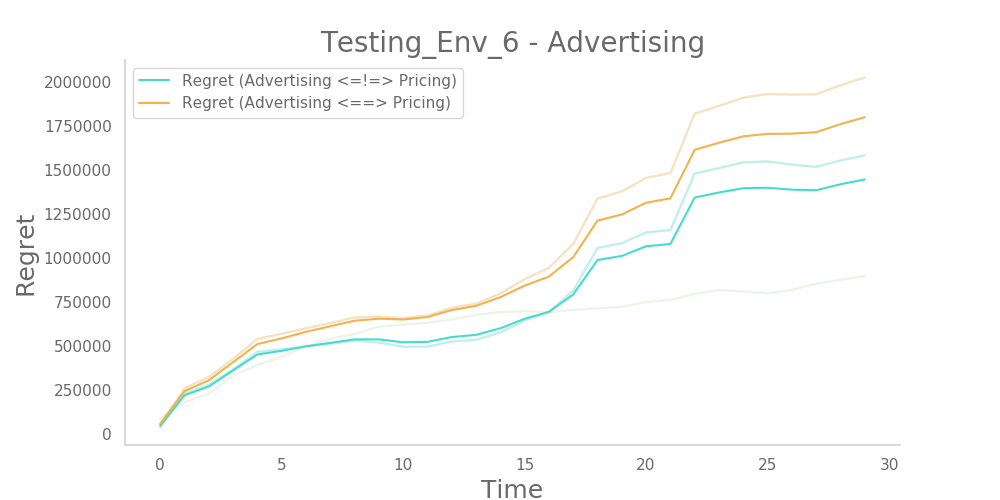 Testing_Env_6 - Advertising
Regret (Advertising <=!=> Pricing)
Regret (Advertising <==> Pricing)
Regret
2000000
1750000
1500000
1250000
1000000
750000
500000
250000
0
0 5 10 15 20 25 30
Time